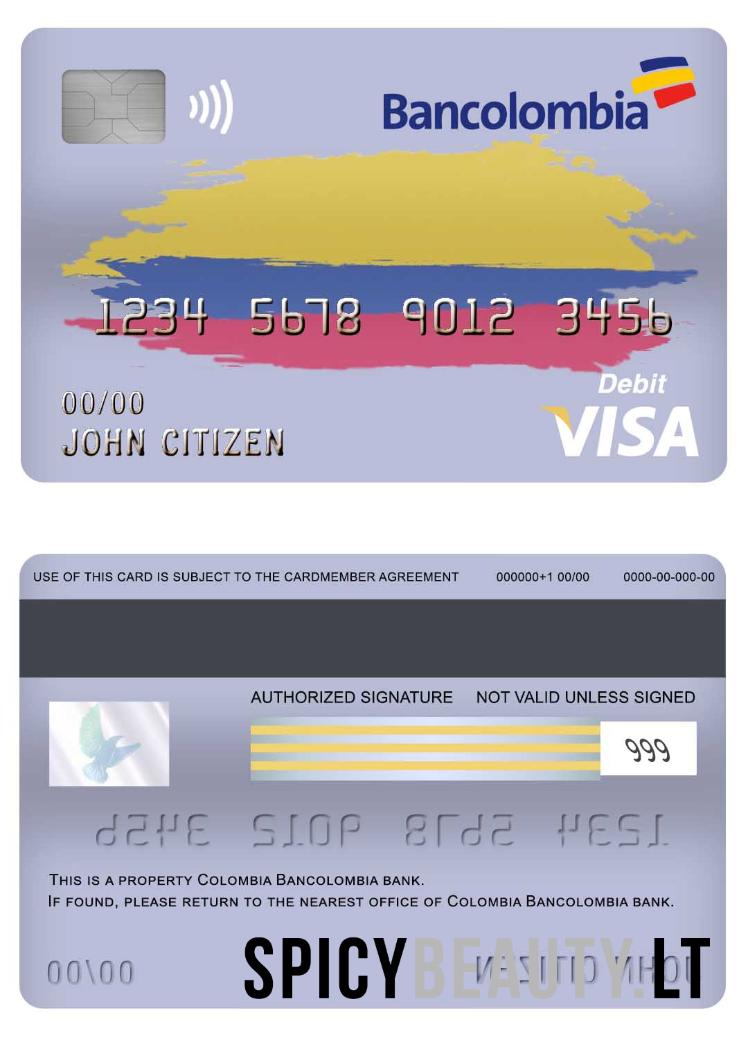 Bancolombia
1234 5678 9012 3456
Debit
00/00
VISA
JOHN CITIZEN
USE OF THIS CARD IS SUBJECT TO THE CARDMEMBER AGREEMENT 000000+1 00/00 0000-00-000-00
AUTHORIZED SIGNATURE NOT VALID UNLESS SIGNED
999
1234 5678 9012 3456
THIS IS A PROPERTY COLOMBIA BANCOLOMBIA BANK.
IF FOUND, PLEASE RETURN TO THE NEAREST OFFICE OF COLOMBIA BANCOLOMBIA BANK.
00/00 JOHN CITIZEN
SPICYBEAUTY.LT